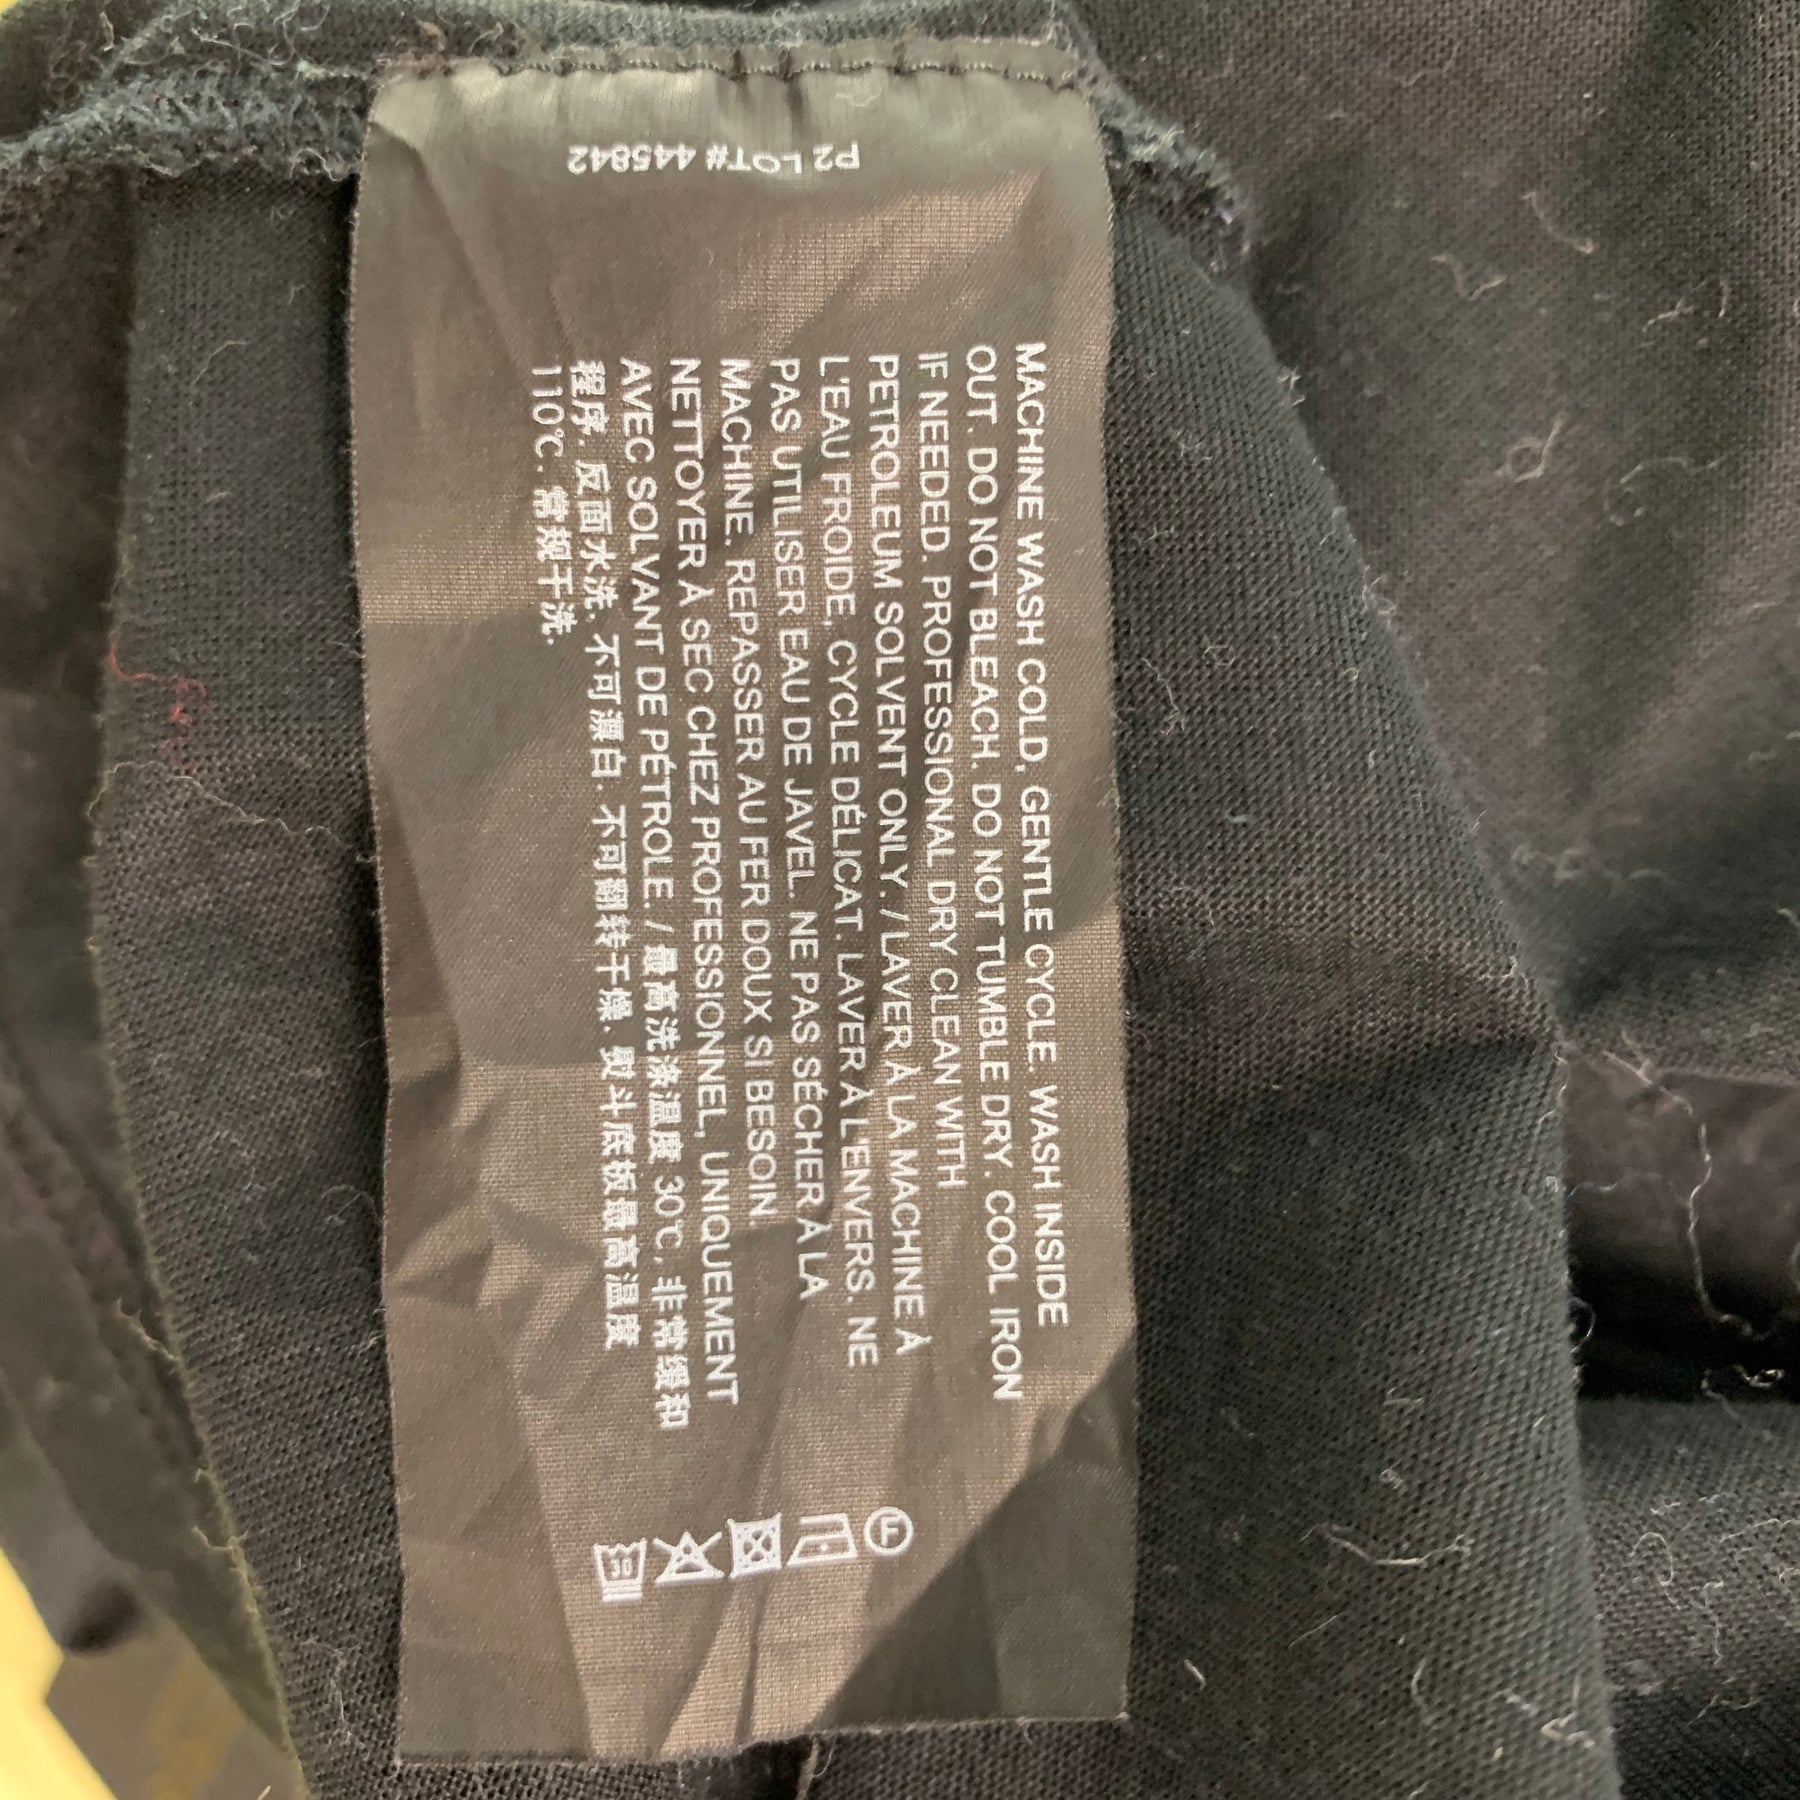 P2 LOT# 445842
MACHINE WASH COLD, GENTLE CYCLE. WASH INSIDE
OUT. DO NOT BLEACH. DO NOT TUMBLE DRY. COOL IRON
IF NEEDED. PROFESSIONAL DRY CLEAN WITH
PETROLEUM SOLVENT ONLY. / LAVER À LA MACHINE À
L'EAU FROIDE, CYCLE DÉLICAT. LAVER À L'ENVERS. NE
PAS UTILISER EAU DE JAVEL. NE PAS SÉCHER À LA
MACHINE. REPASSER AU FER DOUX SI BESOIN.
NETTOYER À SEC CHEZ PROFESSIONNEL, UNIQUEMENT
AVEC SOLVANT DE PÉTROLE. / 最高洗涤温度 30℃. 非常缓和
程序. 反面水洗. 不可漂白. 不可翻转干燥. 熨斗底板最高温度
110℃. 常规干洗.
30
F